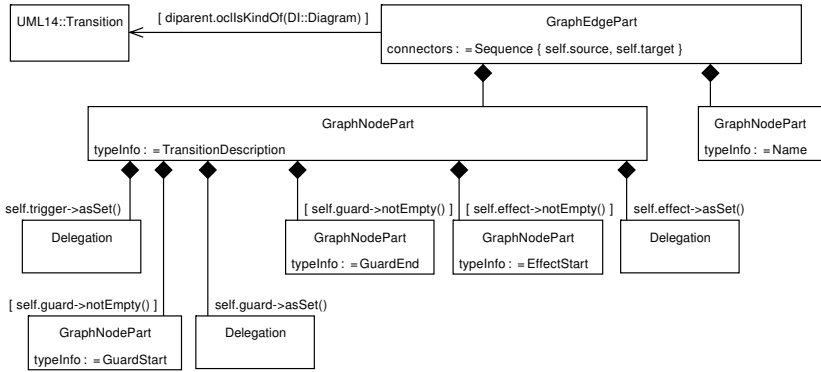 UML14::Transition
[ diparent.oclIsKindOf(DI::Diagram) ]
GraphEdgePart
connectors : =Sequence { self.source, self.target }
GraphNodePart
typeInfo : =TransitionDescription
GraphNodePart
typeInfo : =Name
self.trigger->asSet()
Delegation
[ self.guard->notEmpty() ]
GraphNodePart
typeInfo : =GuardEnd
[ self.effect->notEmpty() ]
GraphNodePart
typeInfo : =EffectStart
self.effect->asSet()
Delegation
[ self.guard->notEmpty() ]
GraphNodePart
typeInfo : =GuardStart
self.guard->asSet()
Delegation